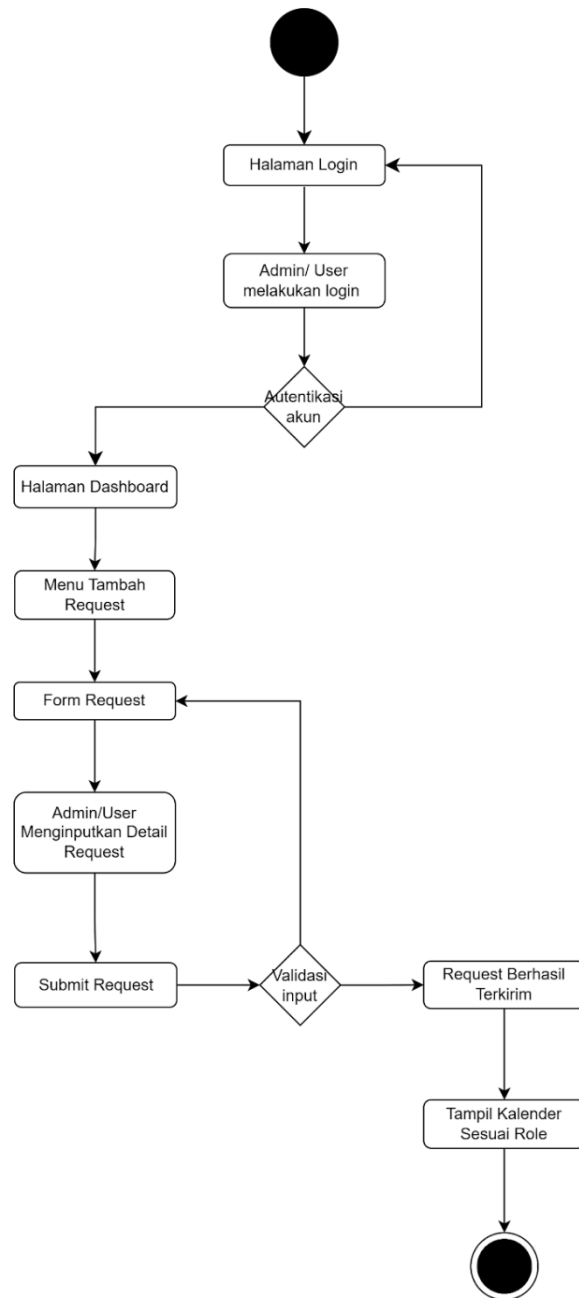 Halaman Login
Admin/ User
melakukan login
Autentikasi
akun
Halaman Dashboard
Menu Tambah
Request
Form Request
Admin/User
Menginputkan Detail
Request
Submit Request
Validasi
input
Request Berhasil
Terkirim
Tampil Kalender
Sesuai Role